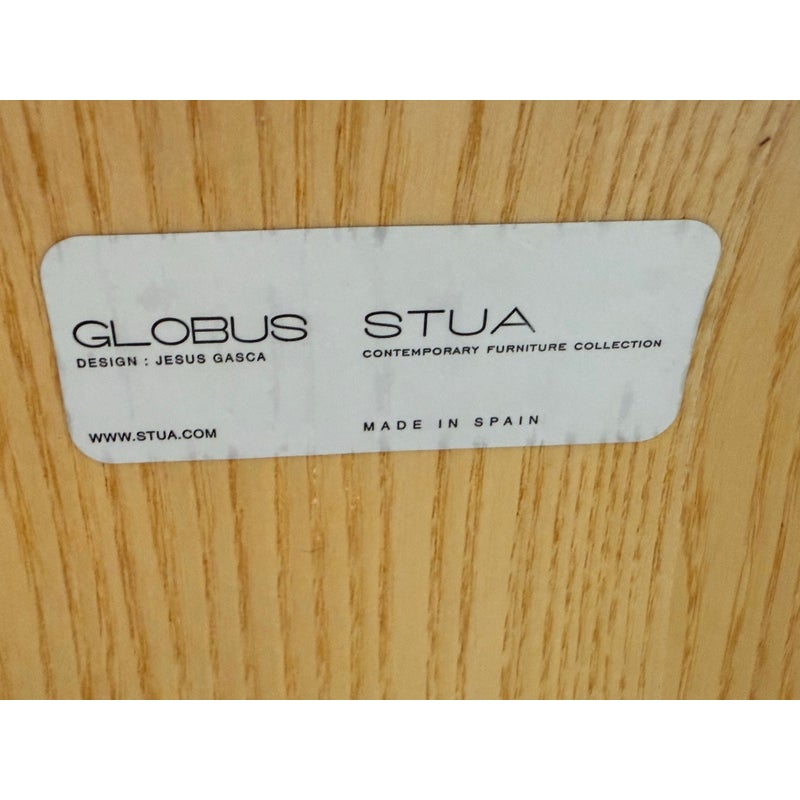 GLOBUS
DESIGN : JESUS GASCA
WWW.STUA.COM
STUA
CONTEMPORARY FURNITURE COLLECTION
MADE IN SPAIN